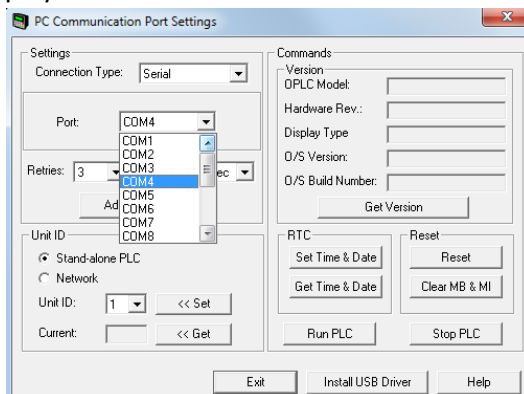 PC Communication Port Settings
Settings
Connection Type: Serial
Port: COM4
COM1
COM2
COM3
COM4
COM5
COM6
COM7
COM8
Retries: 3
ec
Ad
Unit ID
Stand-alone PLC
Network
Unit ID: 1 << Set
Current: << Get
Commands
Version
OPLC Model:
Hardware Rev.:
Display Type
O/S Version:
O/S Build Number:
Get Version
RTC
Set Time & Date
Get Time & Date
Reset
Reset
Clear MB & MI
Run PLC
Stop PLC
Exit
Install USB Driver
Help